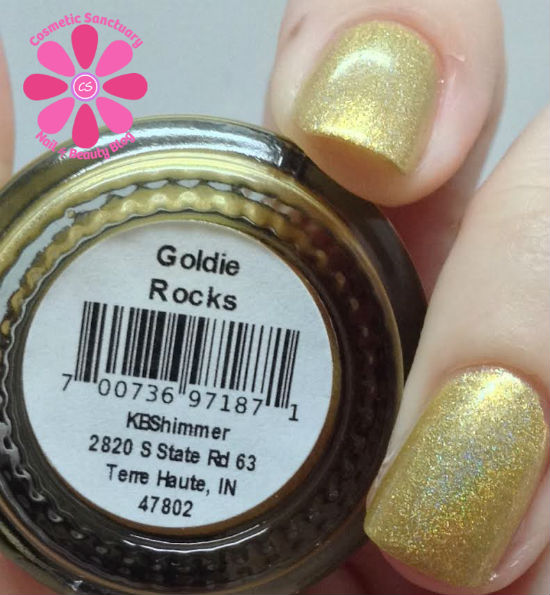 Cosmetic Sanctuary
CS
Nail & Beauty Blog
Goldie
Rocks
7 00736 97187 1
KBShimmer
2820 S State Rd 63
Terre Haute, IN
47802